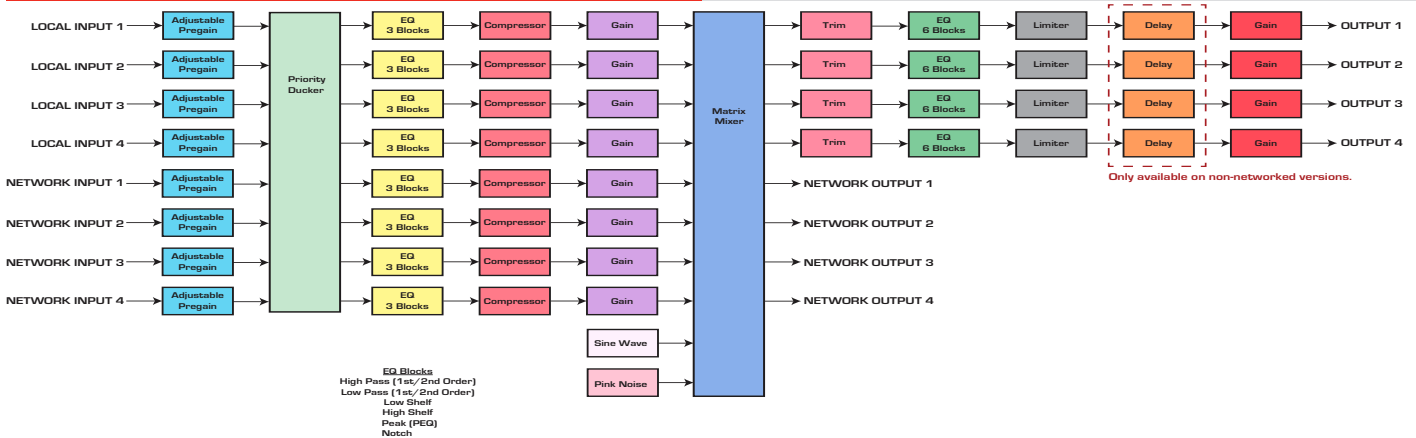 LOCAL INPUT 1
Adjustable
Pregain
EQ
3 Blocks
Compressor
Gain
Trim
EQ
6 Blocks
Limiter
Delay
Gain
OUTPUT 1
LOCAL INPUT 2
Adjustable
Pregain
Priority
Ducker
EQ
3 Blocks
Compressor
Gain
Trim
EQ
6 Blocks
Limiter
Delay
Gain
OUTPUT 2
LOCAL INPUT 3
Adjustable
Pregain
EQ
3 Blocks
Compressor
Gain
Matrix
Mixer
Trim
EQ
6 Blocks
Limiter
Delay
Gain
OUTPUT 3
LOCAL INPUT 4
Adjustable
Pregain
EQ
3 Blocks
Compressor
Gain
Trim
EQ
6 Blocks
Limiter
Delay
Gain
OUTPUT 4
Only available on non-networked versions.
NETWORK INPUT 1
Adjustable
Pregain
EQ
3 Blocks
Compressor
Gain
NETWORK OUTPUT 1
NETWORK INPUT 2
Adjustable
Pregain
EQ
3 Blocks
Compressor
Gain
NETWORK OUTPUT 2
NETWORK INPUT 3
Adjustable
Pregain
EQ
3 Blocks
Compressor
Gain
NETWORK OUTPUT 3
NETWORK INPUT 4
Adjustable
Pregain
EQ
3 Blocks
Compressor
Gain
NETWORK OUTPUT 4
Sine Wave
Pink Noise
EQ Blocks
High Pass (1st/2nd Order)
Low Pass (1st/2nd Order)
Low Shelf
High Shelf
Peak (PEQ)
Notch